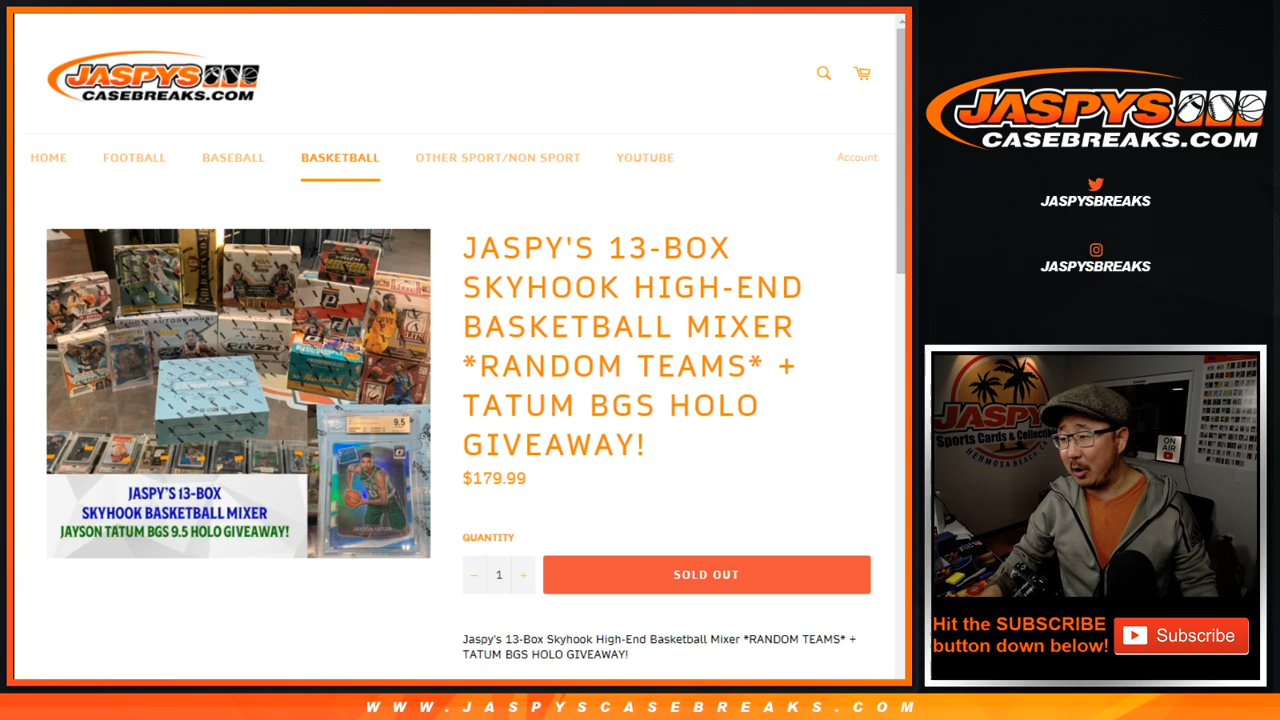 JASPYS
CASEBREAKS.COM
HOME
FOOTBALL
BASEBALL
BASKETBALL
OTHER SPORT/NON SPORT
YOUTUBE
Account
JASPY'S 13-BOX
SKYHOOK HIGH-END
BASKETBALL MIXER
*RANDOM TEAMS* +
TATUM BGS HOLO
GIVEAWAY!
$179.99
9.5
JASPY'S 13-BOX
SKYHOOK BASKETBALL MIXER
JAYSON TATUM BGS 9.5 HOLO GIVEAWAY!
QUANTITY
− 1 +
SOLD OUT
Jaspy's 13-Box Skyhook High-End Basketball Mixer *RANDOM TEAMS* +
TATUM BGS HOLO GIVEAWAY!
JASPYS
CASEBREAKS.COM
JASPYSBREAKS
JASPYSBREAKS
JASPYS
Sports Cards & Collectibles
HERMOSA BEACH
ON
AIR
Hit the SUBSCRIBE
button down below!
Subscribe
WWW.JASPYSCASEBREAKS.COM